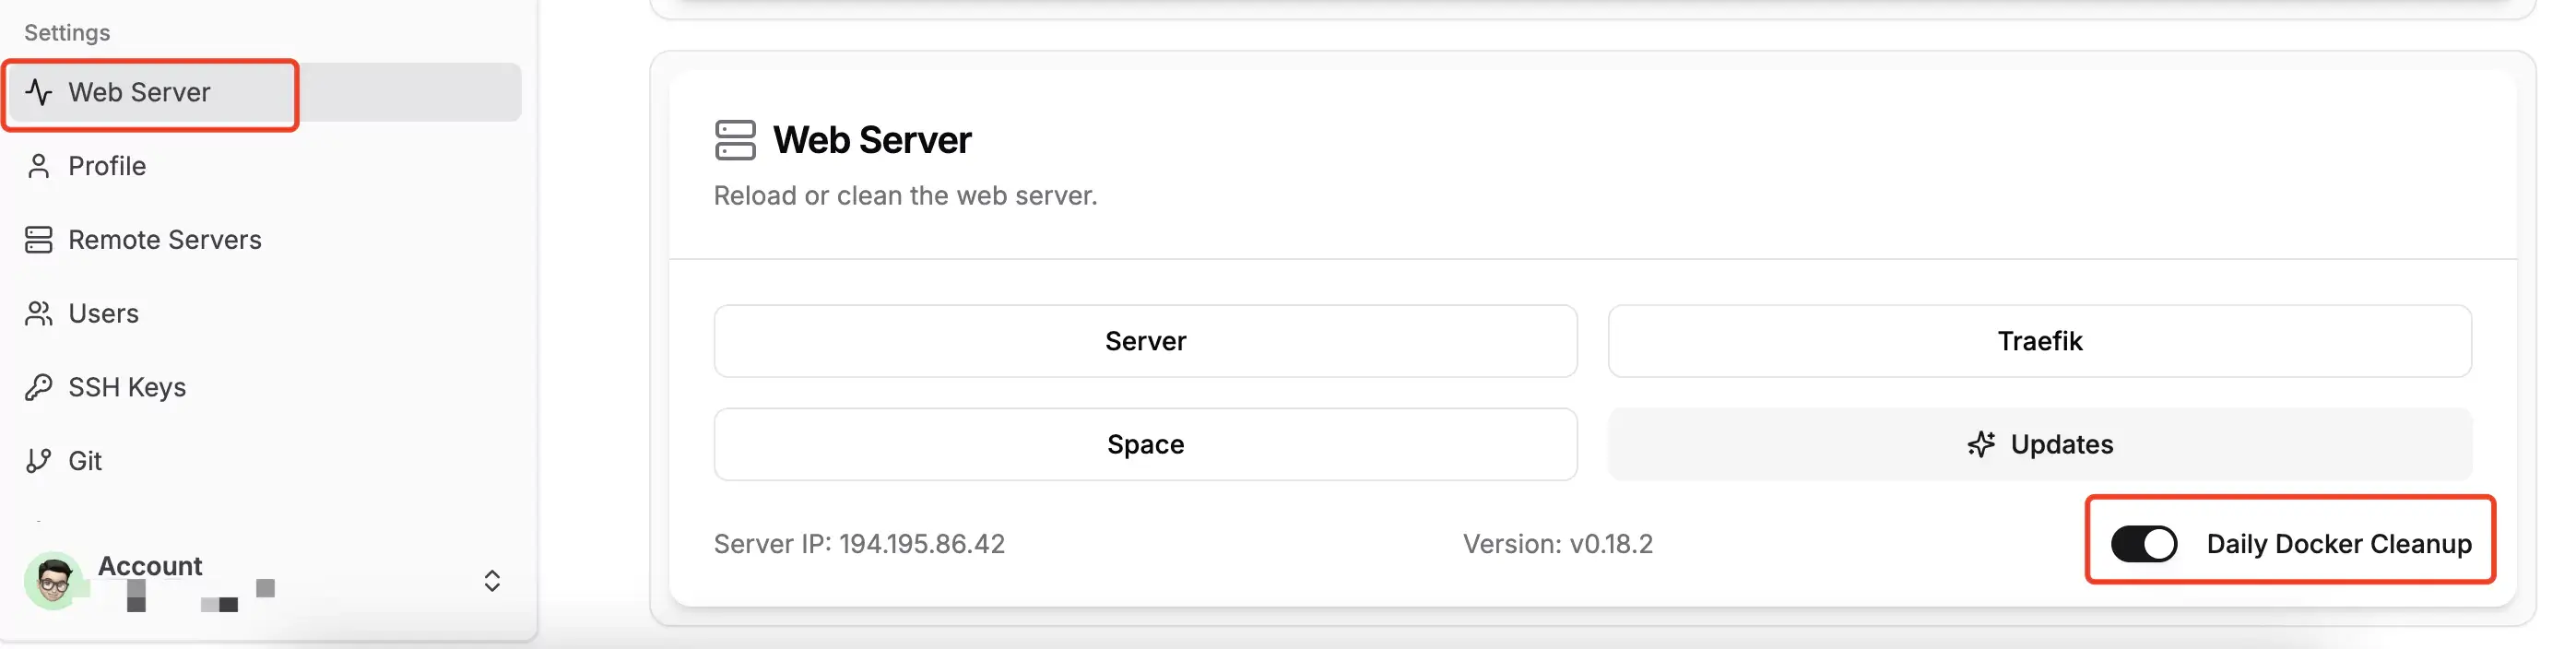 Settings
Web Server
Profile
Remote Servers
Users
SSH Keys
Git
Account
Web Server
Reload or clean the web server.
Server
Traefik
Space
Updates
Server IP: 194.195.86.42
Version: v0.18.2
Daily Docker Cleanup